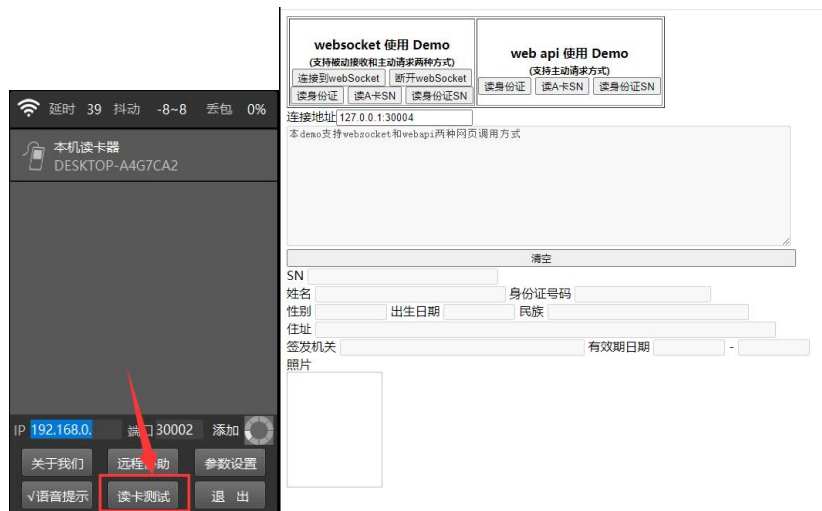 延时 39 抖动 -8~8 丢包 0%
本机读卡器
DESKTOP-A4G7CA2
IP 192.168.0. 端口 30002 添加
关于我们 远程协助 参数设置
√语音提示 读卡测试 退 出
websocket 使用 Demo
(支持被动接收和主动请求两种方式)
连接到webSocket 断开webSocket
读身份证 读A卡SN 读身份证SN
web api 使用 Demo
(支持主动请求方式)
读身份证 读A卡SN 读身份证SN
连接地址 127.0.0.1:30004
本demo支持websocket和webapi两种网页调用方式
清空
SN
姓名 身份证号码
性别 出生日期 民族
住址
签发机关 有效期日期 -
照片